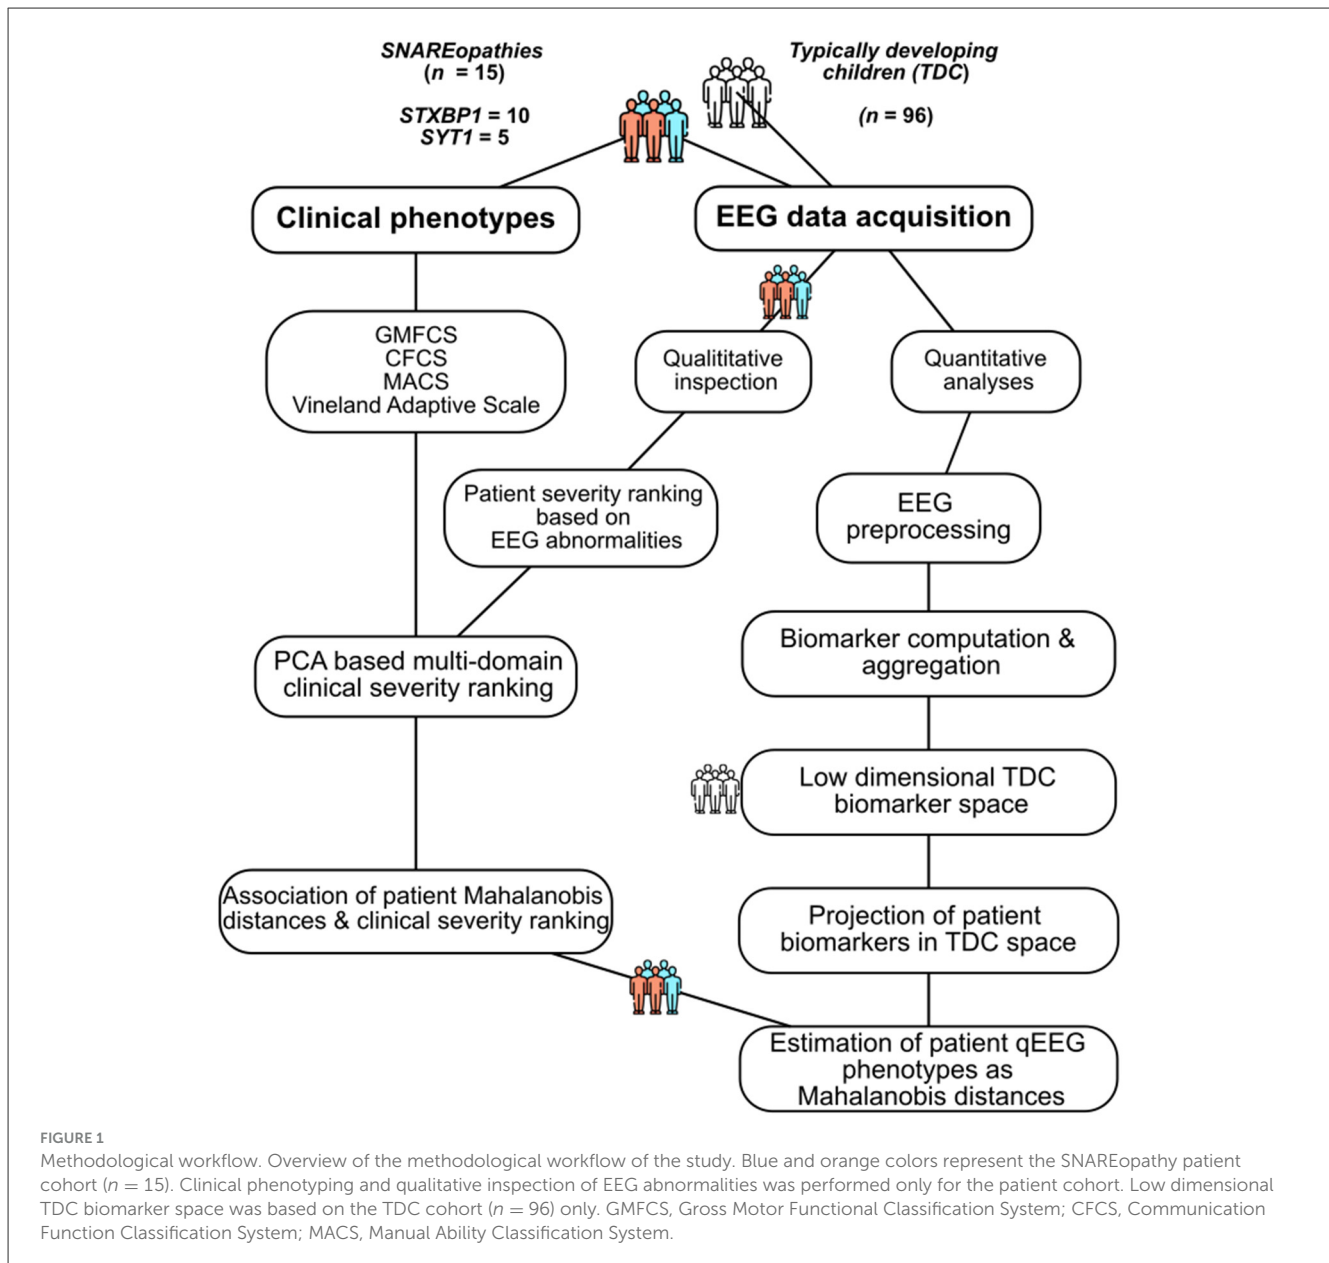 SNAREopathies
(n = 15)
STXBP1 = 10
SYT1 = 5
Typically developing
children (TDC)
(n = 96)
Clinical phenotypes
EEG data acquisition
GMFCS
CFCS
MACS
Vineland Adaptive Scale
Qualititative
inspection
Quantitative
analyses
Patient severity ranking
based on
EEG abnormalities
EEG
preprocessing
PCA based multi-domain
clinical severity ranking
Biomarker computation &
aggregation
Low dimensional TDC
biomarker space
Association of patient Mahalanobis
distances & clinical severity ranking
Projection of patient
biomarkers in TDC space
Estimation of patient qEEG
phenotypes as
Mahalanobis distances
FIGURE 1
Methodological workflow. Overview of the methodological workflow of the study. Blue and orange colors represent the SNAREopathy patient
cohort (n = 15). Clinical phenotyping and qualitative inspection of EEG abnormalities was performed only for the patient cohort. Low dimensional
TDC biomarker space was based on the TDC cohort (n = 96) only. GMFCS, Gross Motor Functional Classification System; CFCS, Communication
Function Classification System; MACS, Manual Ability Classification System.